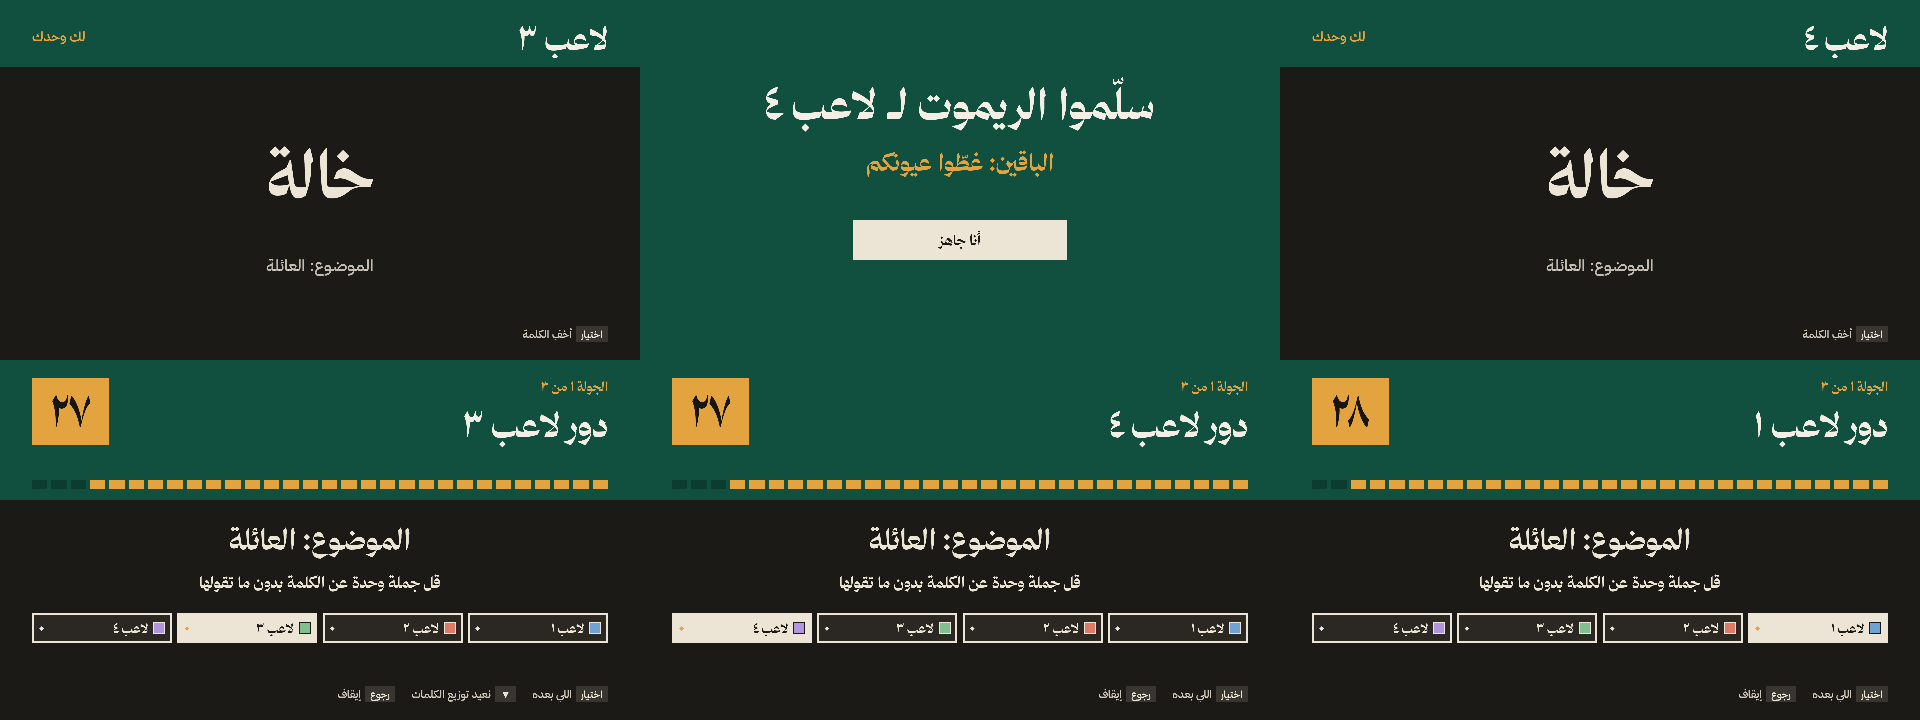 لاعب ٣
لك وحدك
خالة
الموضوع: العائلة
اختيار أخف الكلمة
سلّموا الريموت لـ لاعب ٤
الباقين: غطّوا عيونكم
أنا جاهز
لاعب ٤
لك وحدك
خالة
الموضوع: العائلة
اختيار أخف الكلمة
الجولة ١ من ٣
دور لاعب ٣
٢٧
الموضوع: العائلة
قل جملة وحدة عن الكلمة بدون ما تقولها
لاعب ١ لاعب ٢ لاعب ٣ لاعب ٤
اختيار اللي بعده ▼ نعيد توزيع الكلمات رجوع إيقاف
الجولة ١ من ٣
دور لاعب ٤
٢٧
الموضوع: العائلة
قل جملة وحدة عن الكلمة بدون ما تقولها
لاعب ١ لاعب ٢ لاعب ٣ لاعب ٤
اختيار اللي بعده رجوع إيقاف
الجولة ١ من ٣
دور لاعب ١
٢٨
الموضوع: العائلة
قل جملة وحدة عن الكلمة بدون ما تقولها
لاعب ١ لاعب ٢ لاعب ٣ لاعب ٤
اختيار اللي بعده رجوع إيقاف